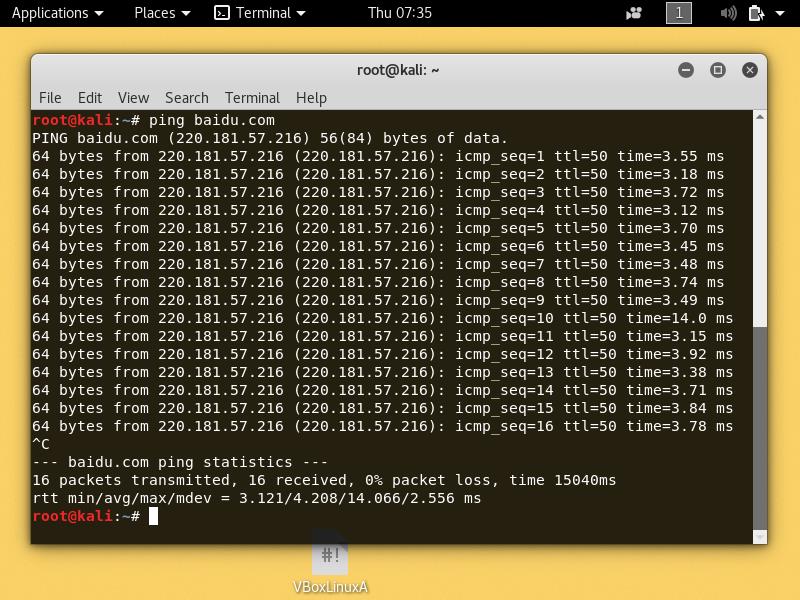 Applications Places Terminal Thu 07:35 1
root@kali: ~
File Edit View Search Terminal Help
root@kali:~# ping baidu.com
PING baidu.com (220.181.57.216) 56(84) bytes of data.
64 bytes from 220.181.57.216 (220.181.57.216): icmp_seq=1 ttl=50 time=3.55 ms
64 bytes from 220.181.57.216 (220.181.57.216): icmp_seq=2 ttl=50 time=3.18 ms
64 bytes from 220.181.57.216 (220.181.57.216): icmp_seq=3 ttl=50 time=3.72 ms
64 bytes from 220.181.57.216 (220.181.57.216): icmp_seq=4 ttl=50 time=3.12 ms
64 bytes from 220.181.57.216 (220.181.57.216): icmp_seq=5 ttl=50 time=3.70 ms
64 bytes from 220.181.57.216 (220.181.57.216): icmp_seq=6 ttl=50 time=3.45 ms
64 bytes from 220.181.57.216 (220.181.57.216): icmp_seq=7 ttl=50 time=3.48 ms
64 bytes from 220.181.57.216 (220.181.57.216): icmp_seq=8 ttl=50 time=3.74 ms
64 bytes from 220.181.57.216 (220.181.57.216): icmp_seq=9 ttl=50 time=3.49 ms
64 bytes from 220.181.57.216 (220.181.57.216): icmp_seq=10 ttl=50 time=14.0 ms
64 bytes from 220.181.57.216 (220.181.57.216): icmp_seq=11 ttl=50 time=3.15 ms
64 bytes from 220.181.57.216 (220.181.57.216): icmp_seq=12 ttl=50 time=3.92 ms
64 bytes from 220.181.57.216 (220.181.57.216): icmp_seq=13 ttl=50 time=3.38 ms
64 bytes from 220.181.57.216 (220.181.57.216): icmp_seq=14 ttl=50 time=3.71 ms
64 bytes from 220.181.57.216 (220.181.57.216): icmp_seq=15 ttl=50 time=3.84 ms
64 bytes from 220.181.57.216 (220.181.57.216): icmp_seq=16 ttl=50 time=3.78 ms
^C
--- baidu.com ping statistics ---
16 packets transmitted, 16 received, 0% packet loss, time 15040ms
rtt min/avg/max/mdev = 3.121/4.208/14.066/2.556 ms
root@kali:~#
#!
VBoxLinuxA